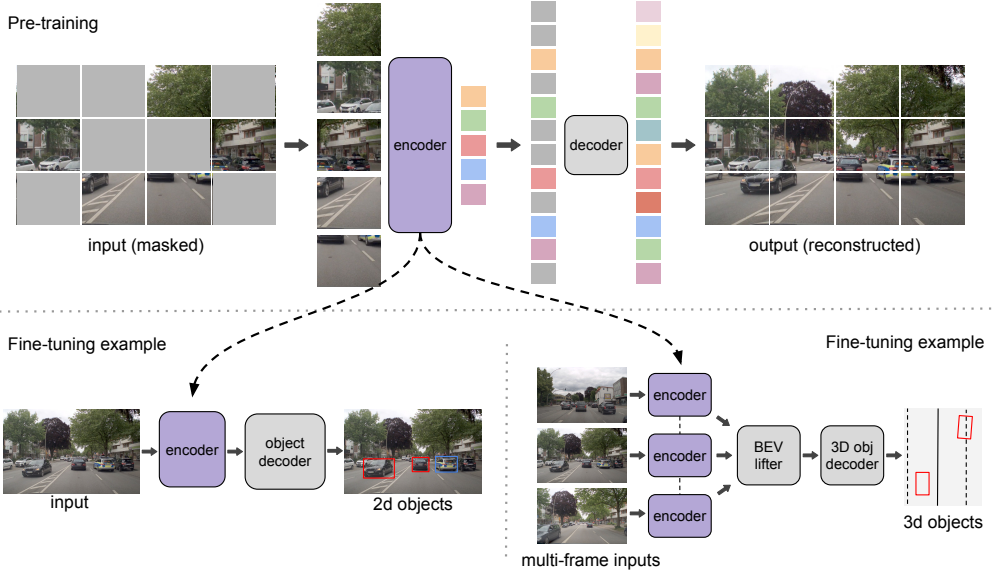 Pre-training
encoder
decoder
input (masked)
output (reconstructed)
Fine-tuning example
encoder
object
decoder
input
2d objects
Fine-tuning example
encoder
encoder
encoder
BEV
lifter
3D obj
decoder
multi-frame inputs
3d objects